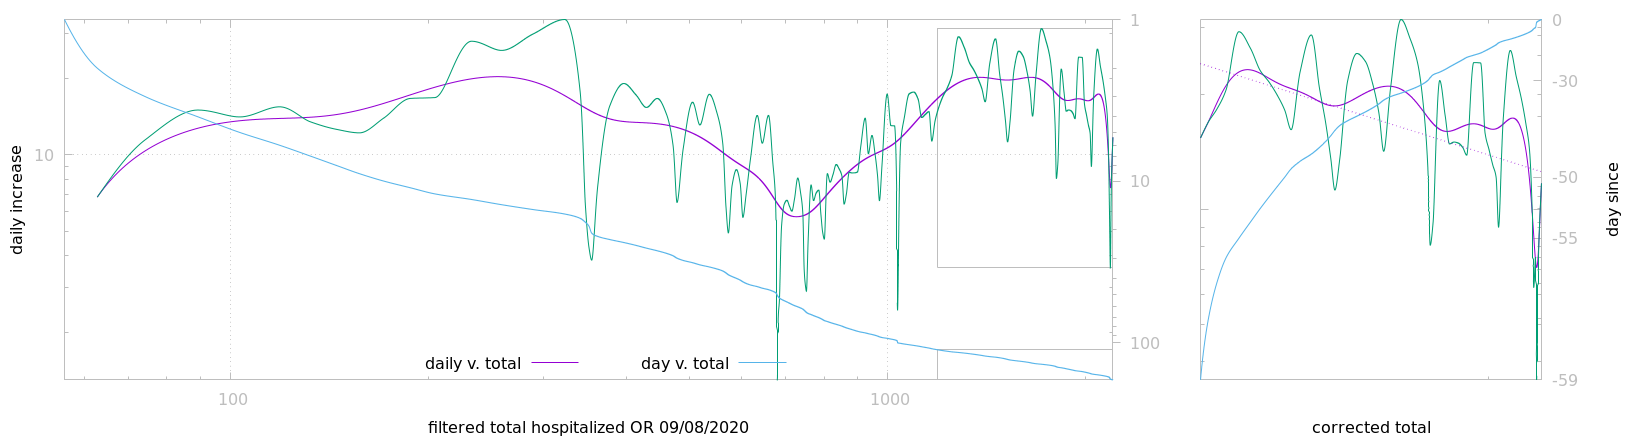 1
0
-30
10
10
-50
-55
100
-59
daily increase
day since
daily v. total
day v. total
100
1000
filtered total hospitalized OR 09/08/2020
corrected total